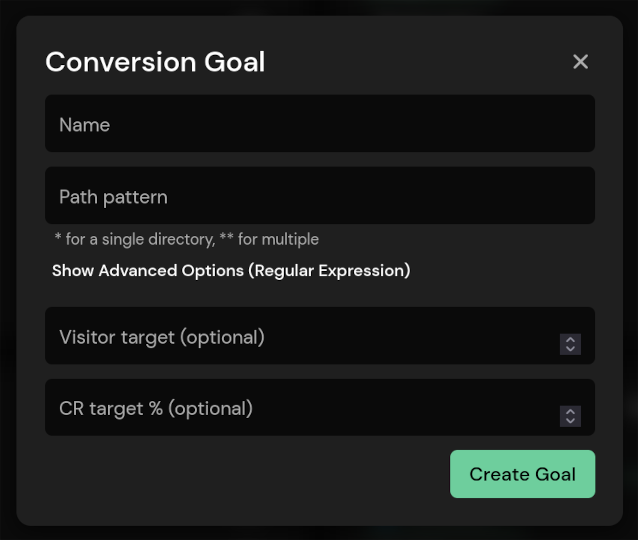 Conversion Goal
Name
Path pattern
* for a single directory, ** for multiple
Show Advanced Options (Regular Expression)
Visitor target (optional)
CR target % (optional)
Create Goal